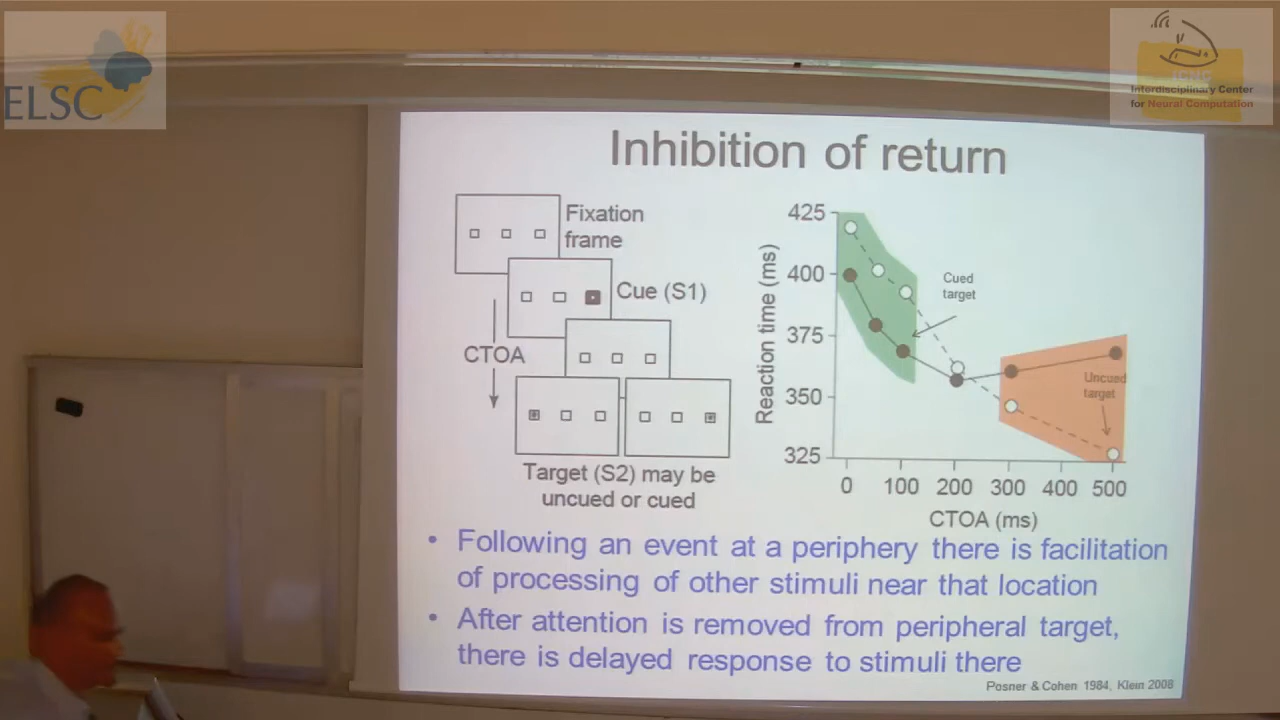 ELSC
ICNC
Interdisciplinary Center
for Neural Computation
Inhibition of return
Fixation
frame
Cue (S1)
CTOA
Target (S2) may be
uncued or cued
425
400
375
350
325
Reaction time (ms)
Cued
target
Uncued
target
0 100 200 300 400 500
CTOA (ms)
• Following an event at a periphery there is facilitation
of processing of other stimuli near that location
• After attention is removed from peripheral target,
there is delayed response to stimuli there
Posner & Cohen 1984, Klein 2008